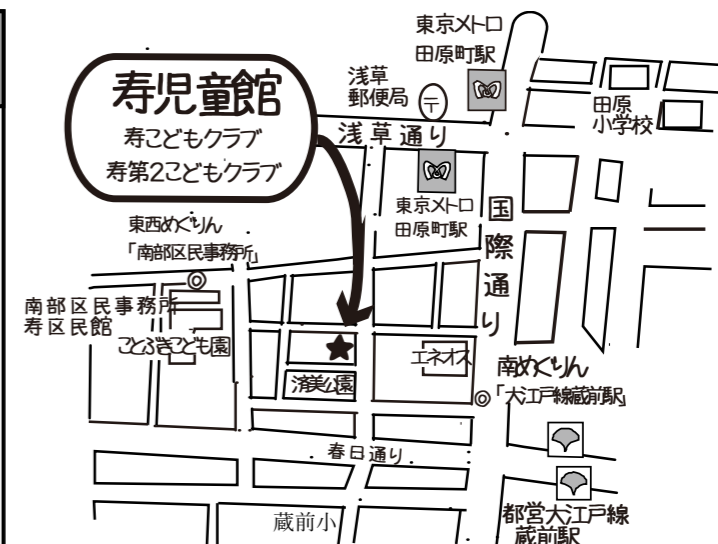 東京メトロ
田原町駅
寿児童館
寿こどもクラブ
寿第2こどもクラブ
浅草
郵便局
〒
田原
小学校
浅草通り
東京メトロ
田原町駅
国際通り
東西めぐりん
「南部区民事務所」
南部区民事務所
寿区民館
ことぶきこども園
エネオス
済美公園
南めぐりん
「大江戸線蔵前駅」
春日通り
蔵前小
都営大江戸線
蔵前駅